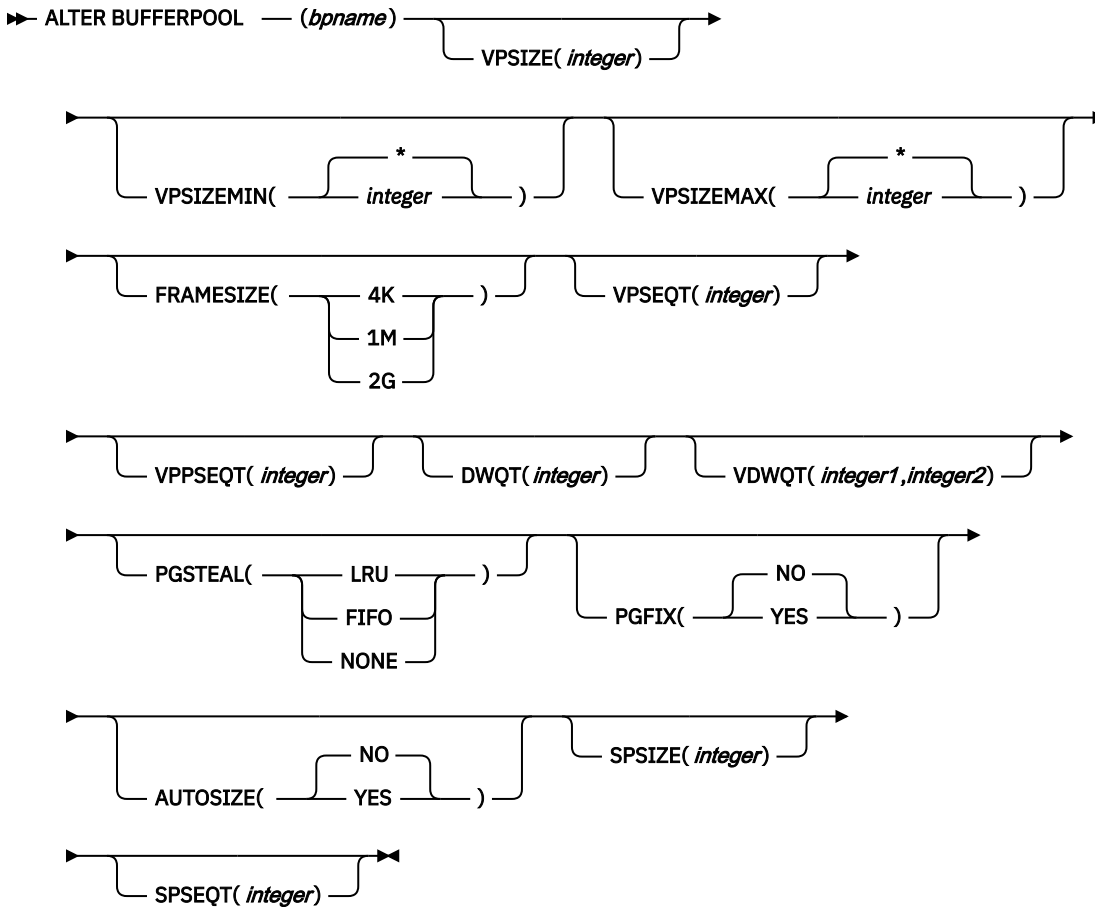 ALTER BUFFERPOOL (bpname)
VPSIZE( integer)
*
VPSIZEMIN( integer )
*
VPSIZEMAX( integer )
FRAMESIZE( 4K )
1M
2G
VPSEQT( integer)
VPPSEQT( integer)
DWQT( integer)
VDWQT( integer1,integer2)
PGSTEAL( LRU )
FIFO
NONE
NO
PGFIX( YES )
NO
AUTOSIZE( YES )
SPSIZE( integer)
SPSEQT( integer)